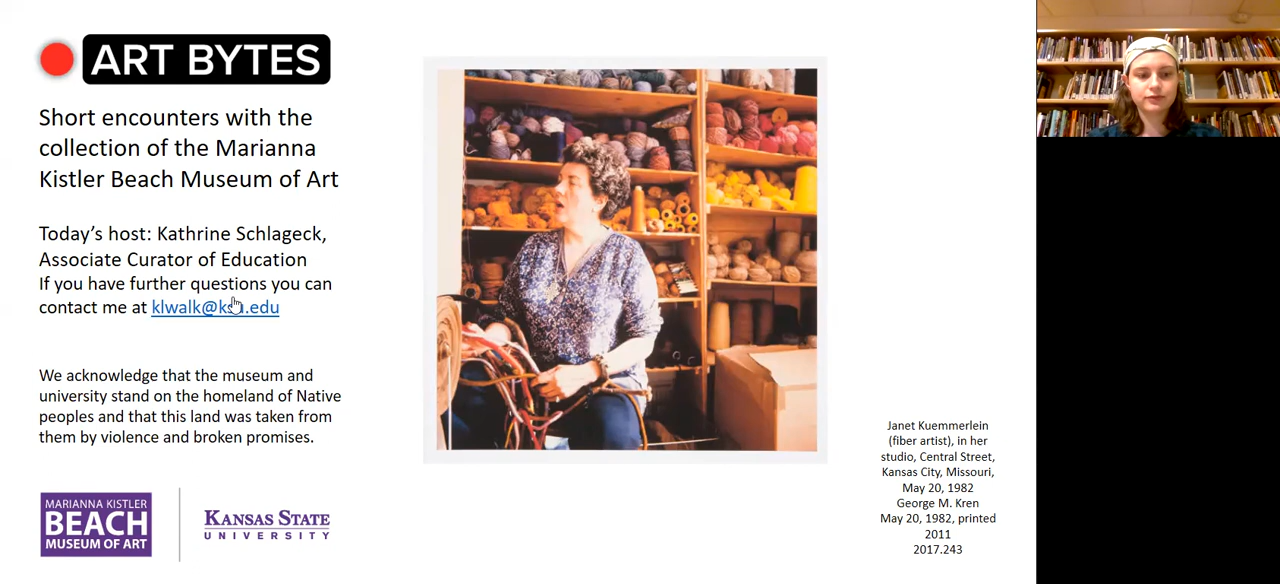 ART BYTES
Short encounters with the
collection of the Marianna
Kistler Beach Museum of Art
Today's host: Kathrine Schlageck,
Associate Curator of Education
If you have further questions you can
contact me at klwalk@ksu.edu
We acknowledge that the museum and
university stand on the homeland of Native
peoples and that this land was taken from
them by violence and broken promises.
MARIANNA KISTLER
BEACH
MUSEUM OF ART
KANSAS STATE
UNIVERSITY
Janet Kuemmerlein
(fiber artist), in her
studio, Central Street,
Kansas City, Missouri,
May 20, 1982
George M. Kren
May 20, 1982, printed
2011
2017.243